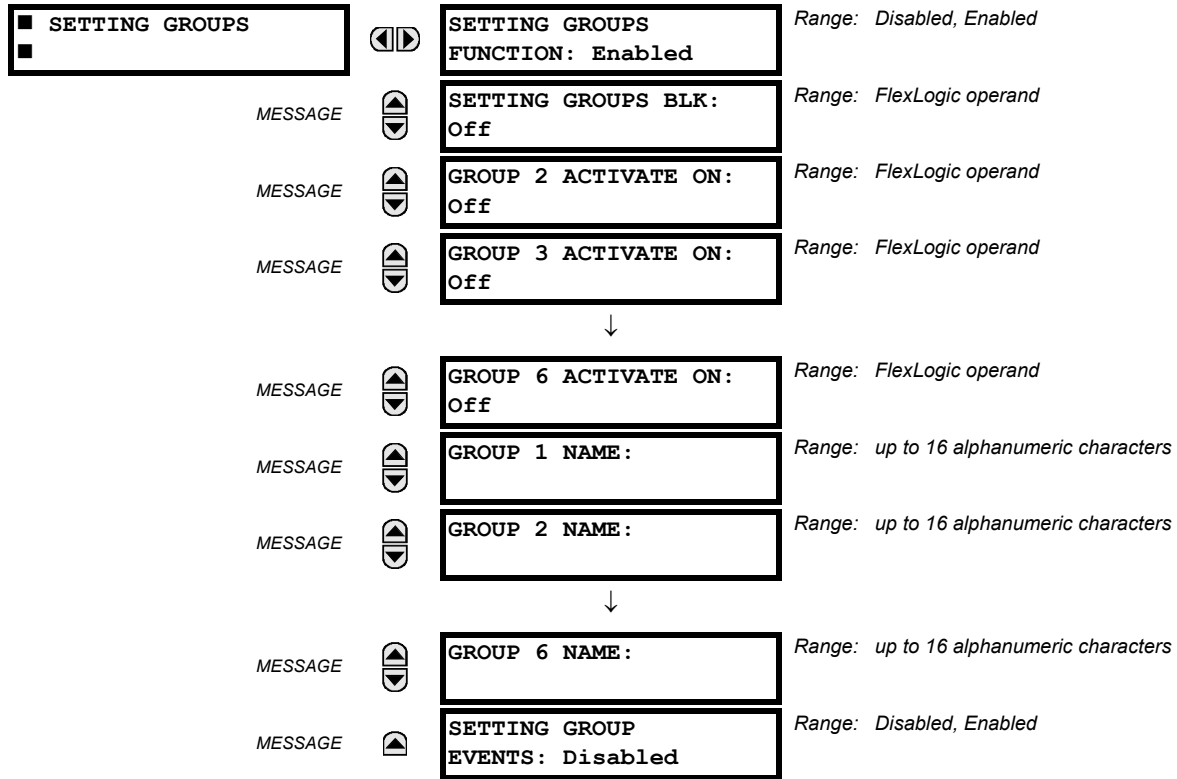 ■ SETTING GROUPS
■
SETTING GROUPS
FUNCTION: Enabled
Range: Disabled, Enabled
MESSAGE
SETTING GROUPS BLK:
Off
Range: FlexLogic operand
MESSAGE
GROUP 2 ACTIVATE ON:
Off
Range: FlexLogic operand
MESSAGE
GROUP 3 ACTIVATE ON:
Off
Range: FlexLogic operand
↓
MESSAGE
GROUP 6 ACTIVATE ON:
Off
Range: FlexLogic operand
MESSAGE
GROUP 1 NAME:
Range: up to 16 alphanumeric characters
MESSAGE
GROUP 2 NAME:
Range: up to 16 alphanumeric characters
↓
MESSAGE
GROUP 6 NAME:
Range: up to 16 alphanumeric characters
MESSAGE
SETTING GROUP
EVENTS: Disabled
Range: Disabled, Enabled